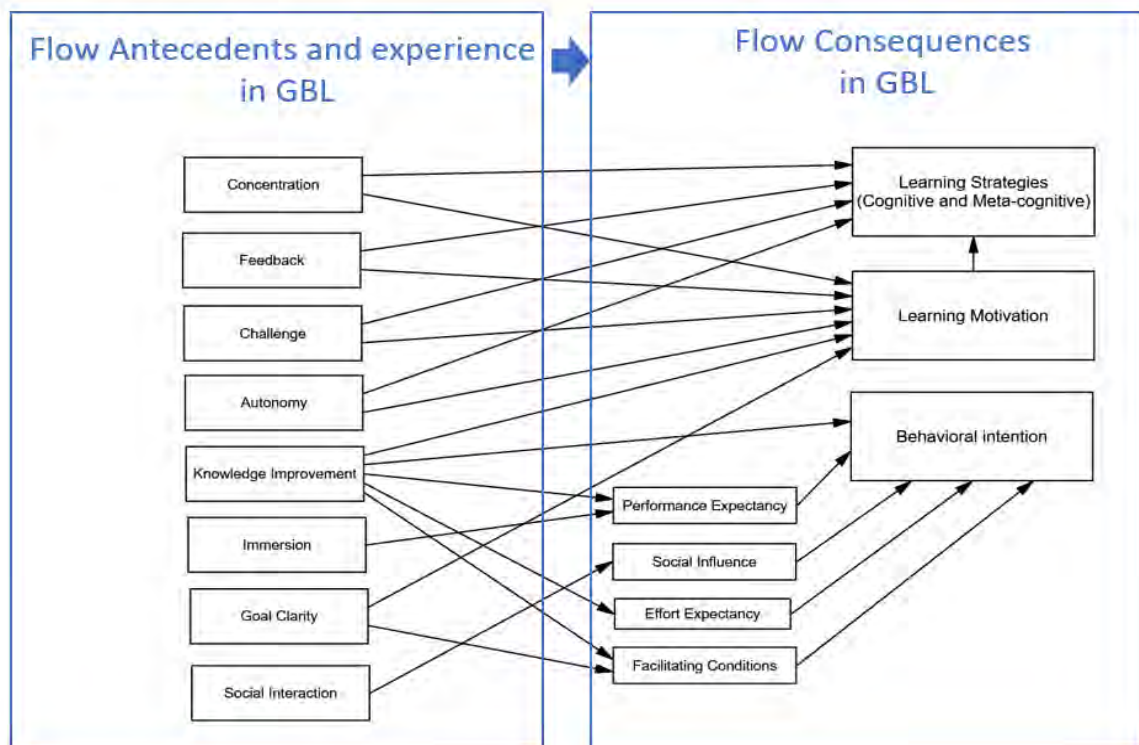 Flow Antecedents and experience
in GBL
Flow Consequences
in GBL
Concentration
Feedback
Challenge
Autonomy
Knowledge Improvement
Immersion
Goal Clarity
Social Interaction
Learning Strategies
(Cognitive and Meta-cognitive)
Learning Motivation
Behavioral intention
Performance Expectancy
Social Influence
Effort Expectancy
Facilitating Conditions